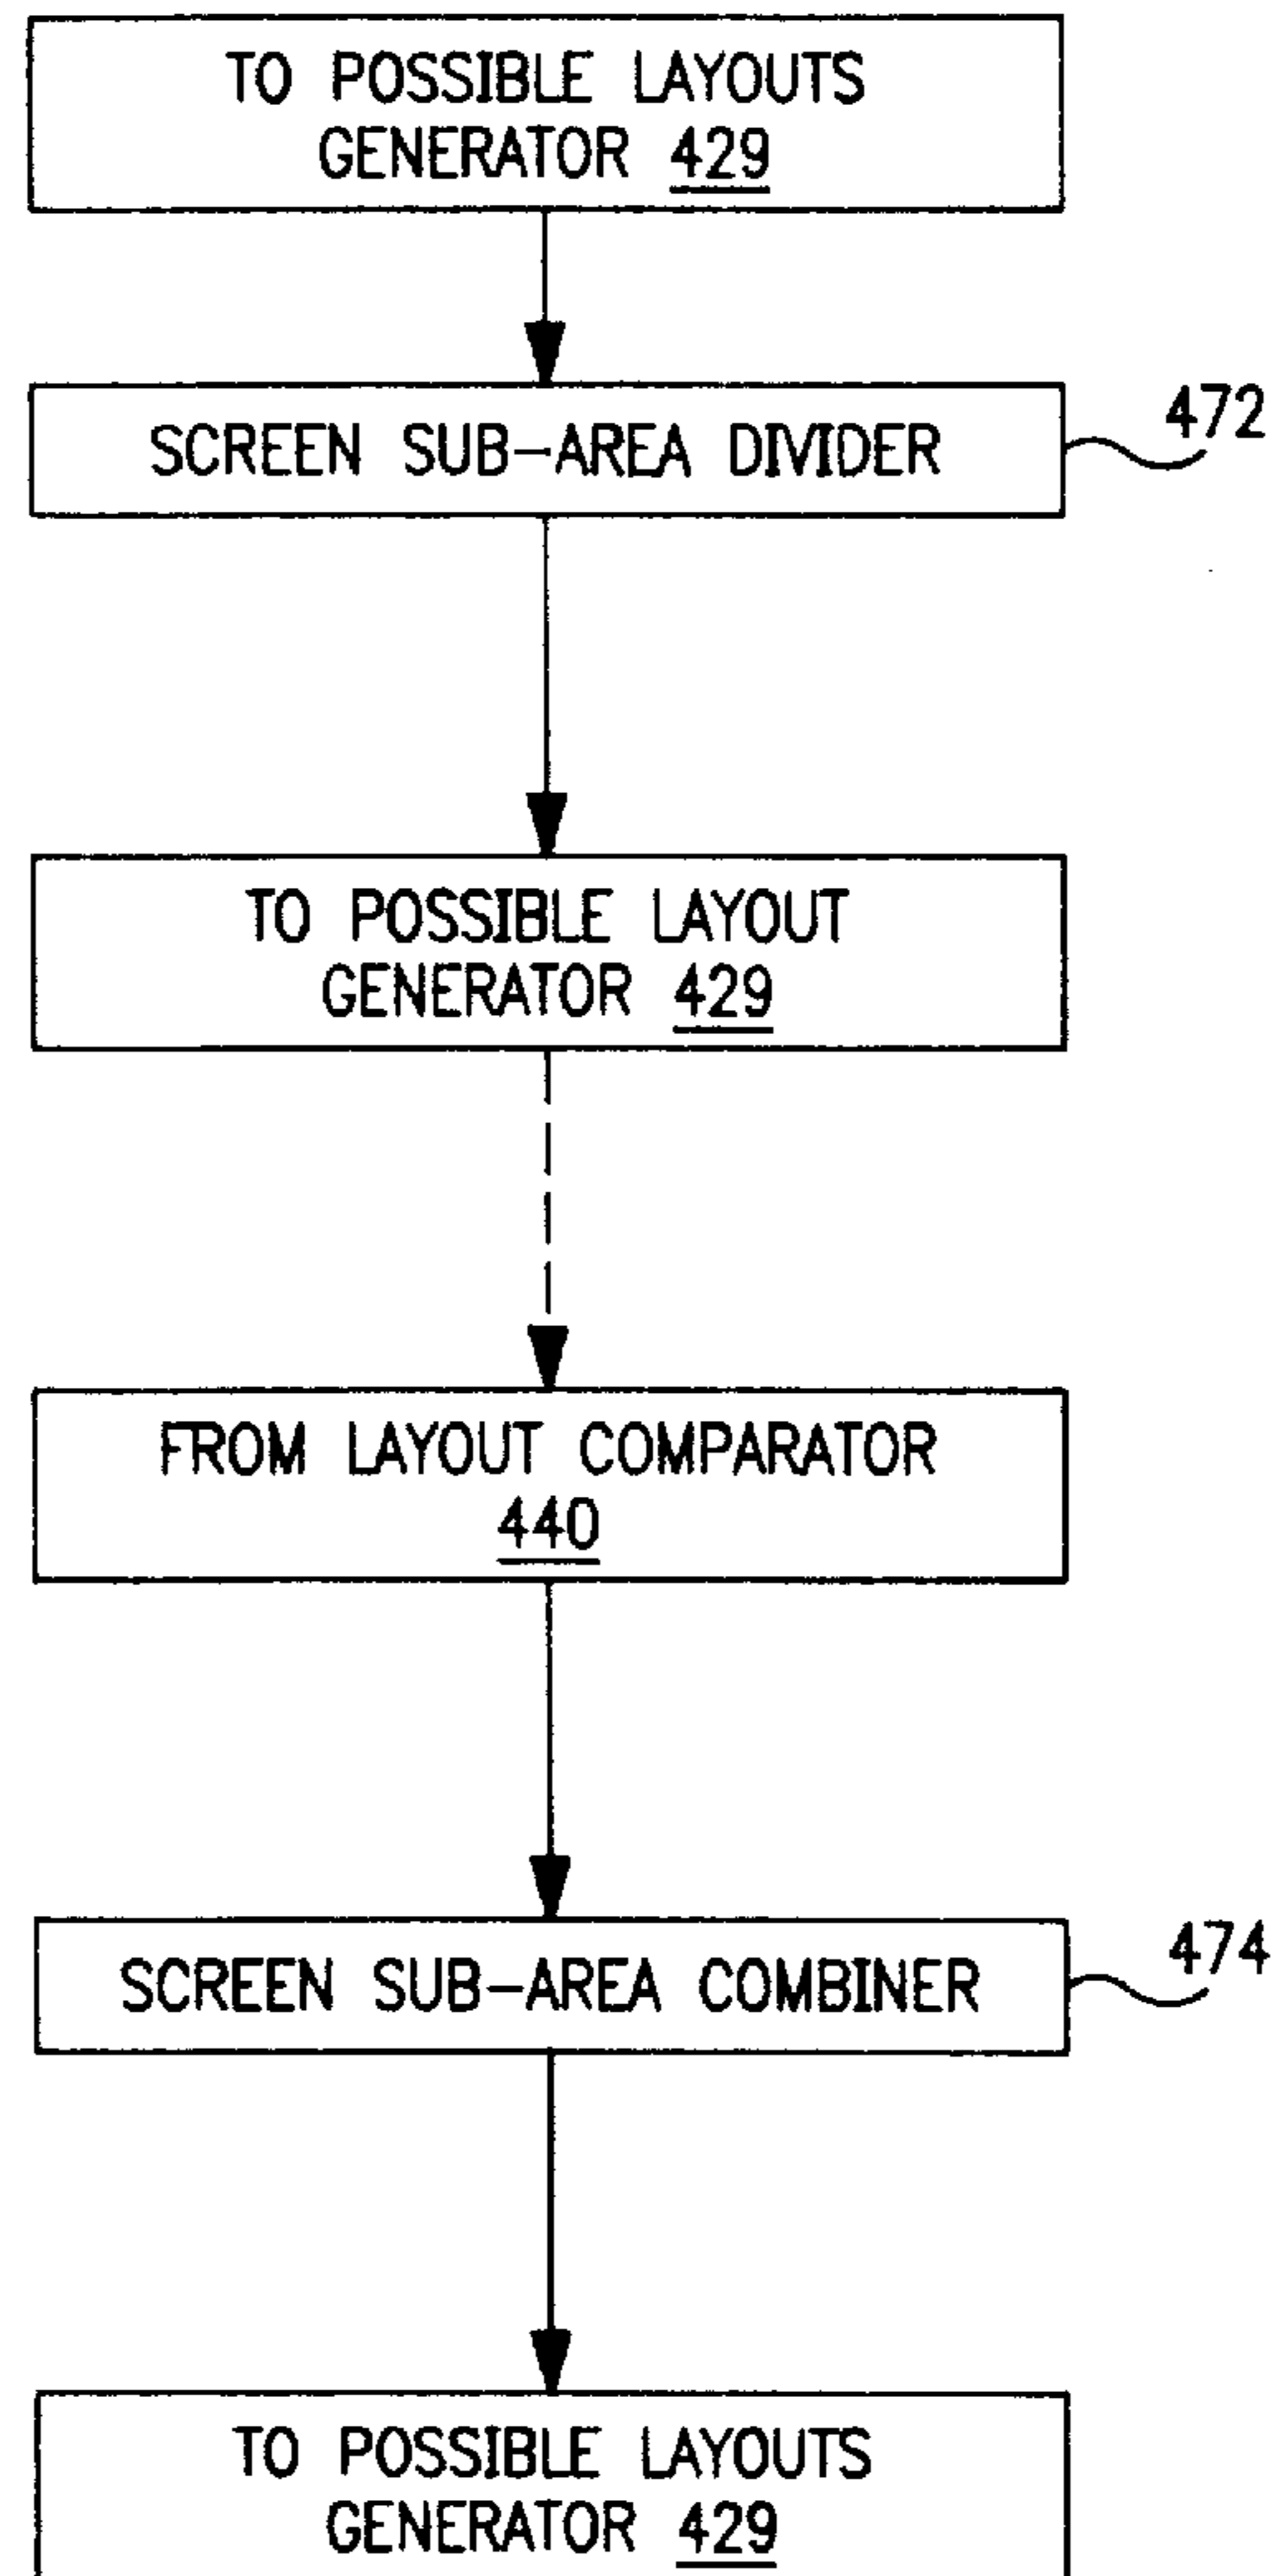 TO POSSIBLE LAYOUTS
GENERATOR 429
SCREEN SUB-AREA DIVIDER
472
TO POSSIBLE LAYOUT
GENERATOR 429
FROM LAYOUT COMPARATOR
440
SCREEN SUB-AREA COMBINER
474
TO POSSIBLE LAYOUTS
GENERATOR 429